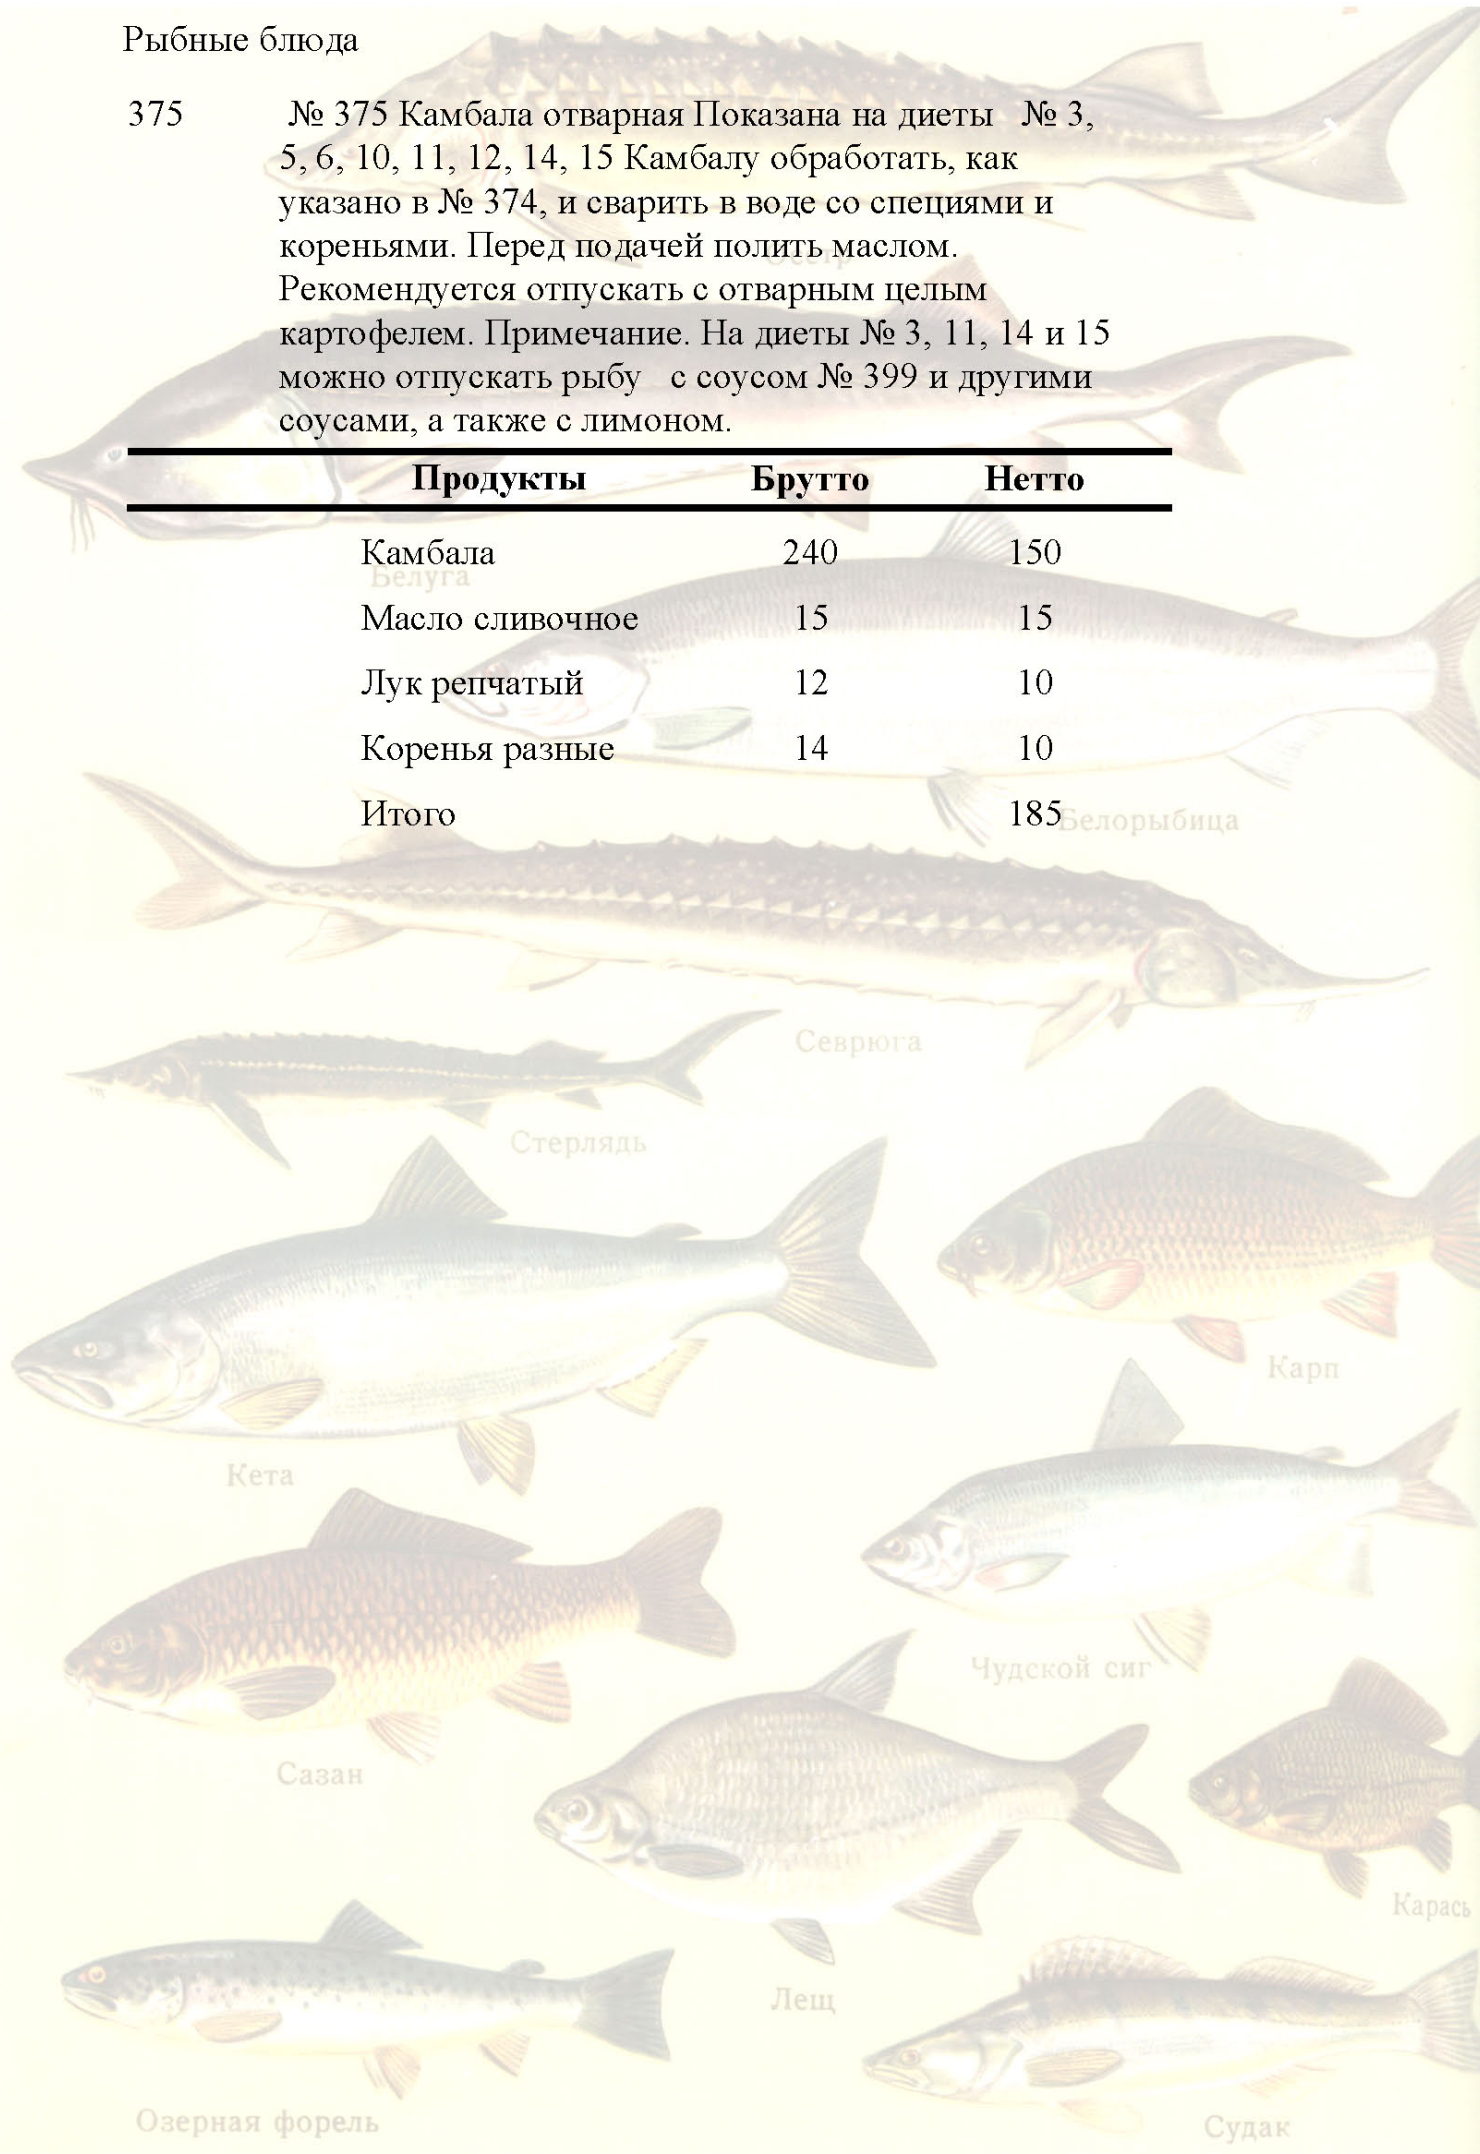 Рыбные блюда
375 № 375 Камбала отварная Показана на диеты № 3,
5, 6, 10, 11, 12, 14, 15 Камбалу обработать, как
указано в № 374, и сварить в воде со специями и
кореньями. Перед подачей полить маслом.
Осетр
Рекомендуется отпускать с отварным целым
картофелем. Примечание. На диеты № 3, 11, 14 и 15
можно отпускать рыбу с соусом № 399 и другими
соусами, а также с лимоном.
Продукты Брутто Нетто
Камбала 240 150
Белуга
Масло сливочное 15 15
Лук репчатый 12 10
Коренья разные 14 10
Итого 185
Белорыбица
Севрюга
Стерлядь
Карп
Кета
Чудской сиг
Сазан
Карась
Лещ
Озерная форель
Судак